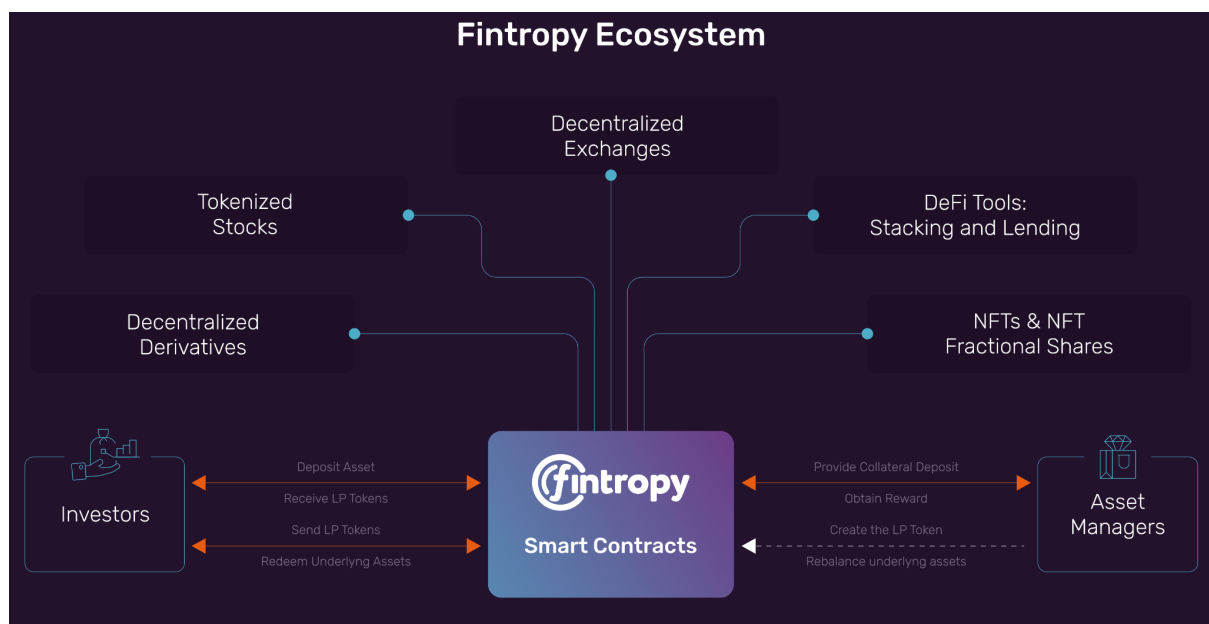 Fintropy Ecosystem
Decentralized
Exchanges
Tokenized
Stocks
DeFi Tools:
Stacking and Lending
Decentralized
Derivatives
NFTs & NFT
Fractional Shares
Investors
Deposit Asset
Receive LP Tokens
Send LP Tokens
Redeem Underlyng Assets
fintropy
Smart Contracts
Provide Collateral Deposit
Obtain Reward
Create the LP Token
Rebalance underlyng assets
Asset
Managers